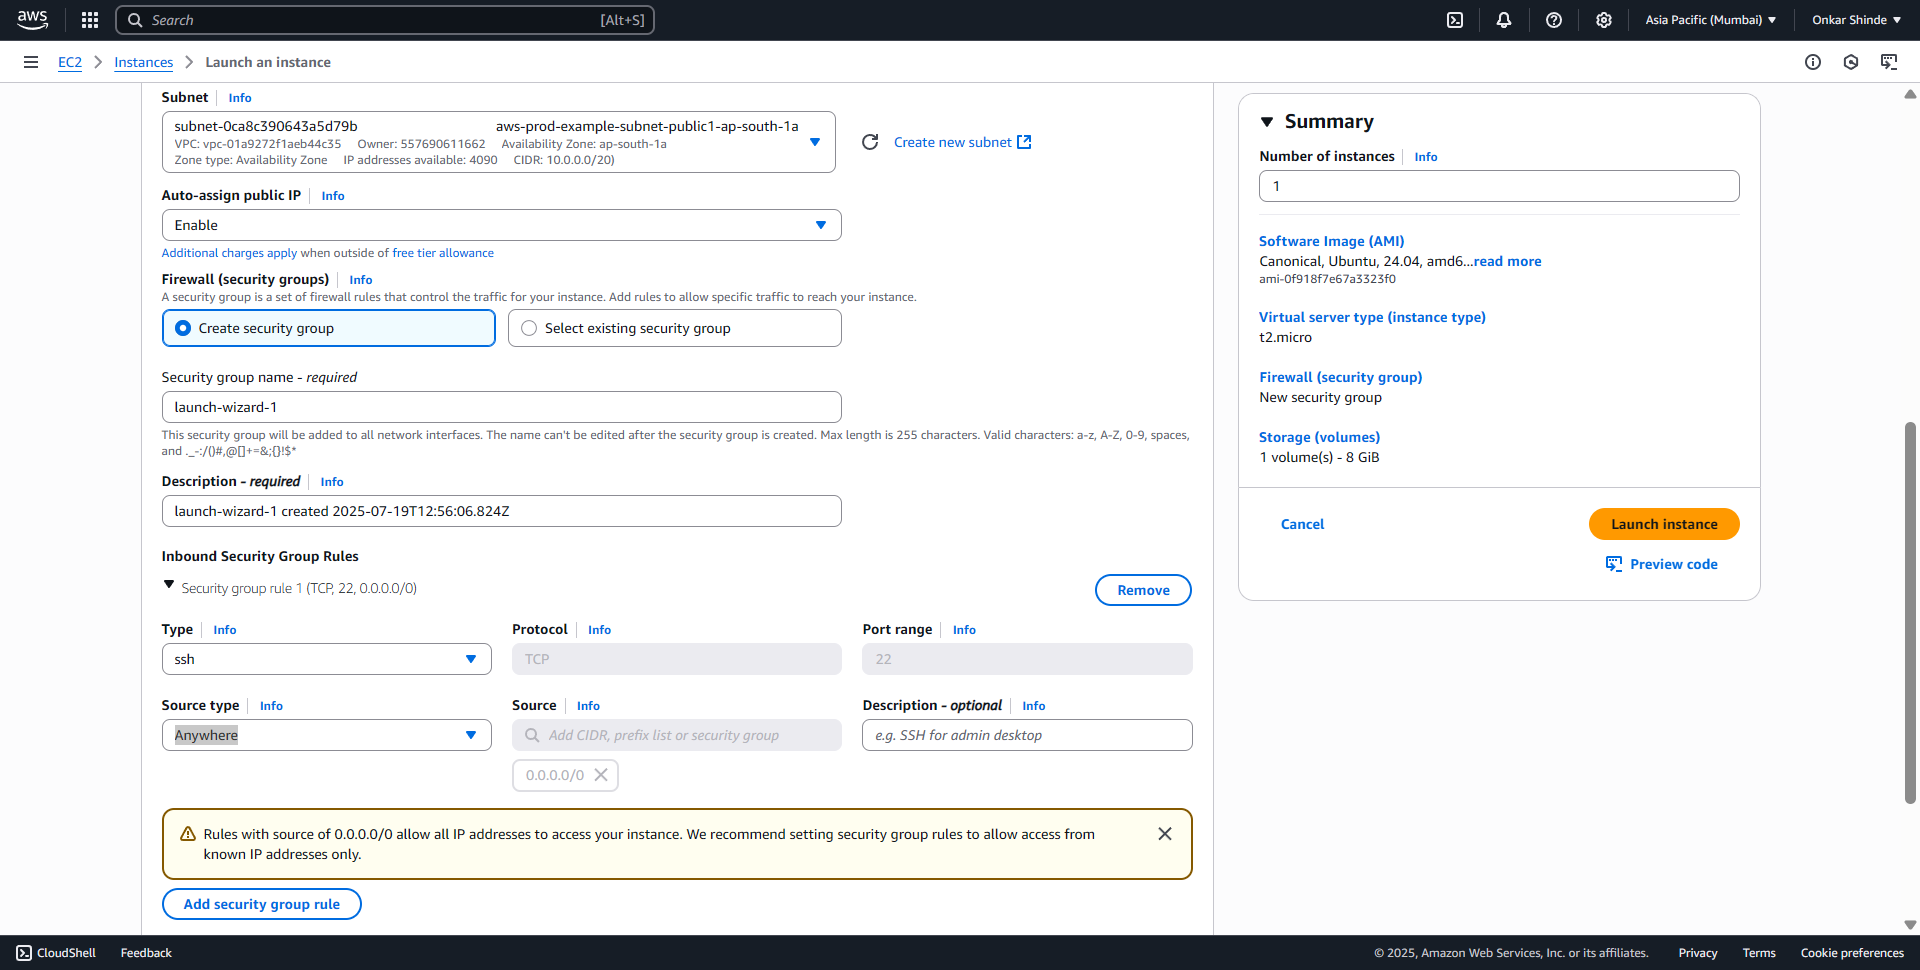 aws
Search [Alt+S]
Asia Pacific (Mumbai)
Onkar Shinde
EC2 Instances Launch an instance
Subnet Info
subnet-0ca8c390643a5d79b aws-prod-example-subnet-public1-ap-south-1a
VPC: vpc-01a9272f1aeb44c35 Owner: 557690611662 Availability Zone: ap-south-1a
Zone type: Availability Zone IP addresses available: 4090 CIDR: 10.0.0.0/20)
Create new subnet
Auto-assign public IP Info
Enable
Additional charges apply when outside of free tier allowance
Firewall (security groups) Info
A security group is a set of firewall rules that control the traffic for your instance. Add rules to allow specific traffic to reach your instance.
Create security group
Select existing security group
Security group name - required
launch-wizard-1
This security group will be added to all network interfaces. The name can't be edited after the security group is created. Max length is 255 characters. Valid characters: a-z, A-Z, 0-9, spaces,
and ._-:/()#,@[]+=&;{}!$*
Description - required Info
launch-wizard-1 created 2025-07-19T12:56:06.824Z
Inbound Security Group Rules
Security group rule 1 (TCP, 22, 0.0.0.0/0)
Remove
Type Info
Protocol Info
Port range Info
ssh
TCP
22
Source type Info
Source Info
Description - optional Info
Anywhere
Add CIDR, prefix list or security group
e.g. SSH for admin desktop
0.0.0.0/0
Rules with source of 0.0.0.0/0 allow all IP addresses to access your instance. We recommend setting security group rules to allow access from
known IP addresses only.
Add security group rule
Summary
Number of instances Info
1
Software Image (AMI)
Canonical, Ubuntu, 24.04, amd6...read more
ami-0f918f7e67a3323f0
Virtual server type (instance type)
t2.micro
Firewall (security group)
New security group
Storage (volumes)
1 volume(s) - 8 GiB
Cancel
Launch instance
Preview code
CloudShell
Feedback
© 2025, Amazon Web Services, Inc. or its affiliates.
Privacy
Terms
Cookie preferences